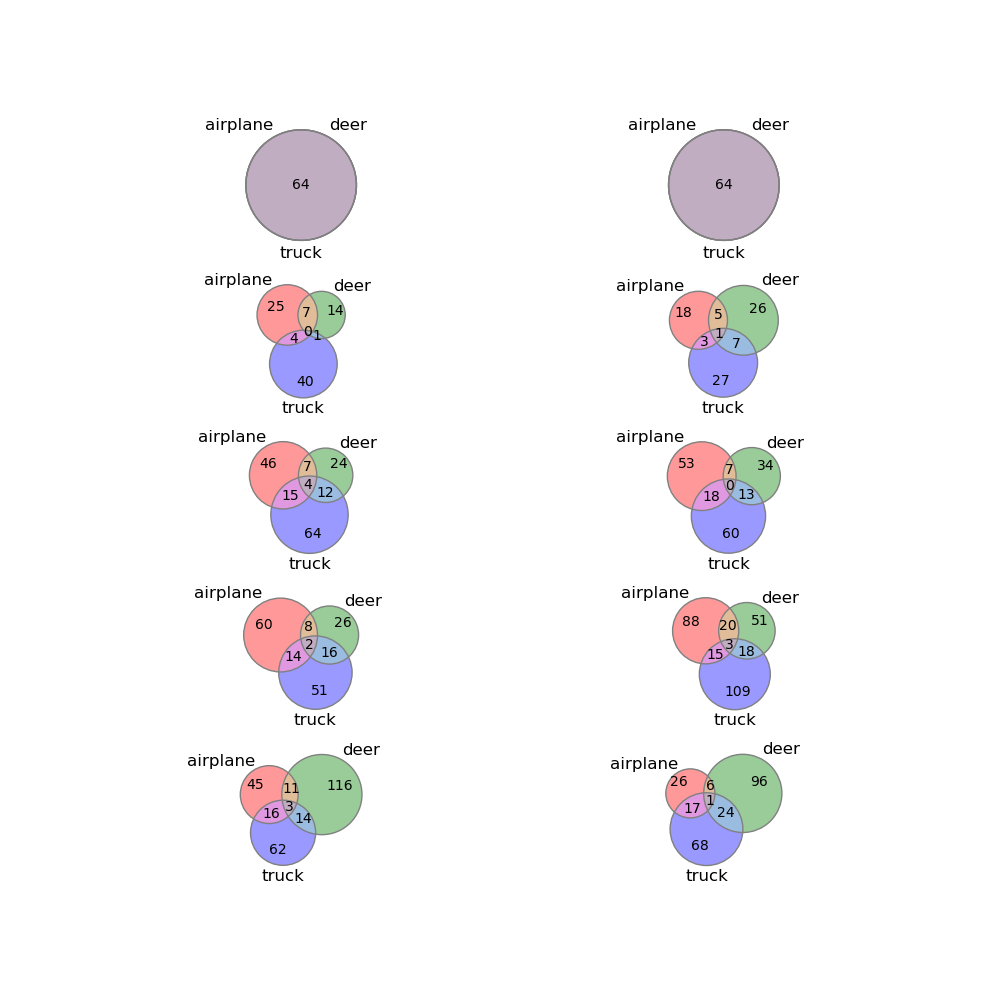 airplane deer airplane deer
64 64
truck truck
airplane deer airplane deer
25 7 14 18 5 26
4 0 1 3 1 7
40 27
truck truck
airplane deer airplane deer
46 7 24 53 7 34
15 4 12 18 0 13
64 60
truck truck
airplane deer airplane deer
60 8 26 88 20 51
14 2 16 15 3 18
51 109
truck truck
airplane deer airplane deer
45 11 116 26 6 96
16 3 14 17 1 24
62 68
truck truck